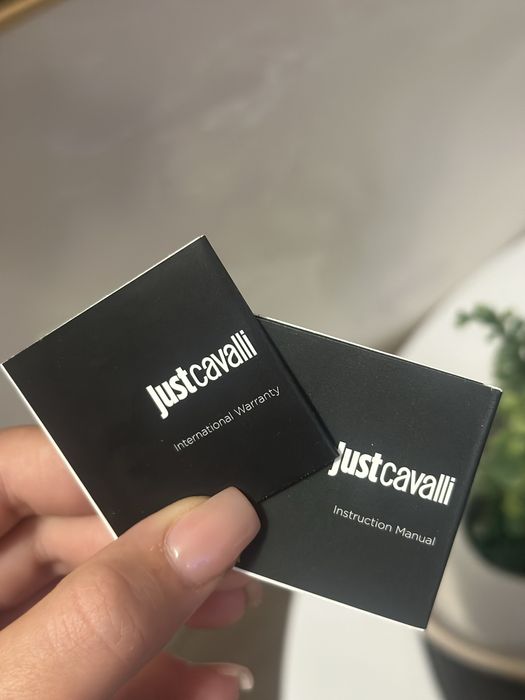 Justcavalli
International Warranty
Justcavalli
Instruction Manual